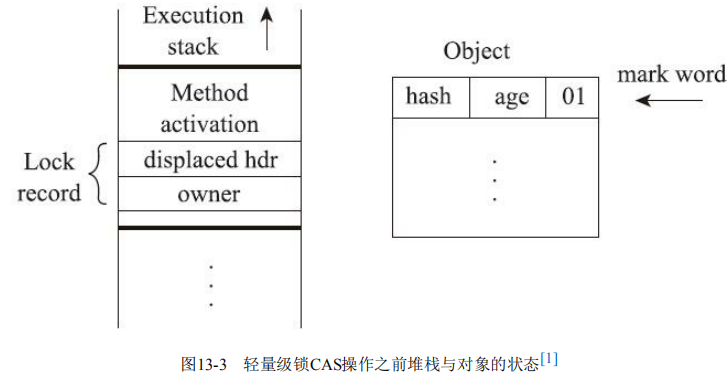 Execution
stack
Method
activation
Lock
record
displaced hdr
owner
Object
mark word
hash
age
01
图13-3 轻量级锁CAS操作之前堆栈与对象的状态[1]